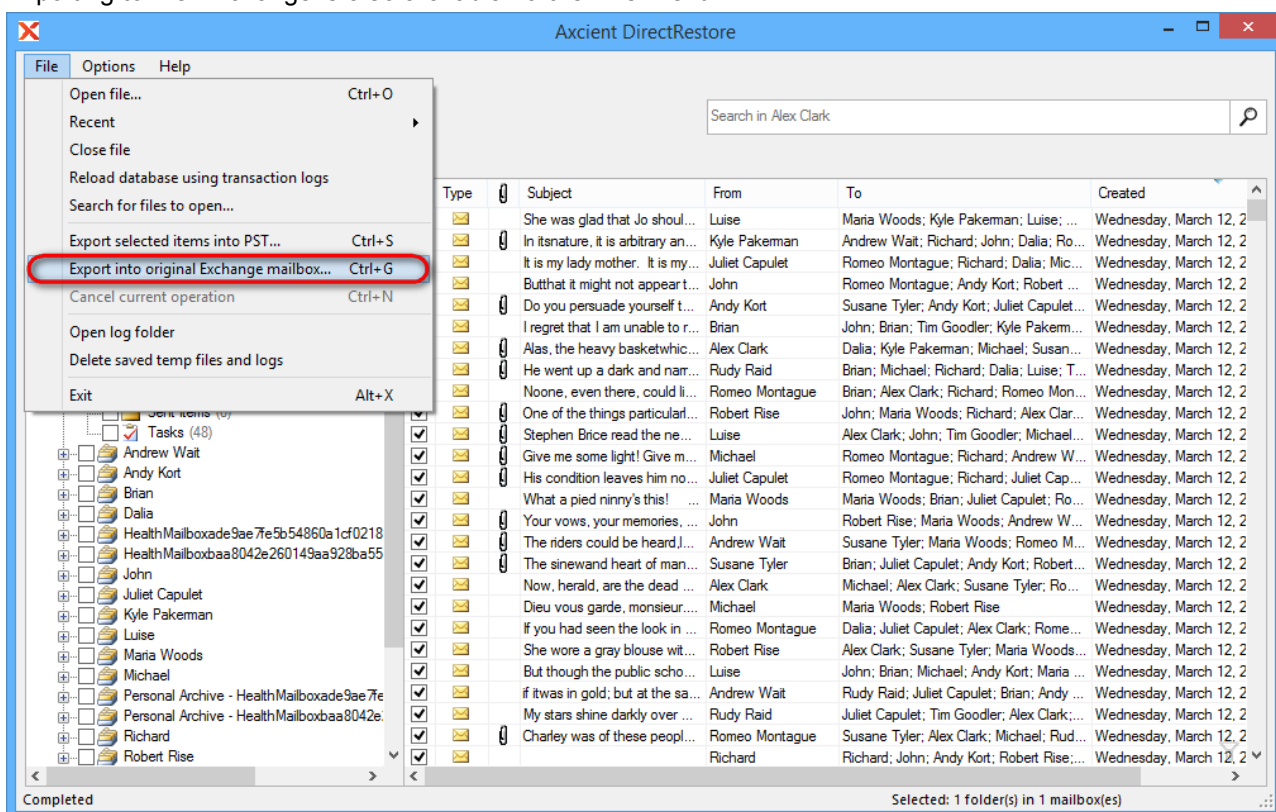 Axcient DirectRestore
File Options Help
Open file... Ctrl+O
Recent
Close file
Reload database using transaction logs
Search for files to open...
Export selected items into PST... Ctrl+S
Export into original Exchange mailbox... Ctrl+G
Cancel current operation Ctrl+N
Open log folder
Delete saved temp files and logs
Exit Alt+X
Search in Alex Clark
Tasks (48)
Andrew Wait
Andy Kort
Brian
Dalia
HealthMailboxade9ae7fe5b54860a1cf0218
HealthMailboxbaa8042e260149aa928ba55
John
Juliet Capulet
Kyle Pakerman
Luise
Maria Woods
Michael
Personal Archive - HealthMailboxade9ae7fe
Personal Archive - HealthMailboxbaa8042e
Richard
Robert Rise
Type Subject From To Created
She was glad that Jo shoul... Luise Maria Woods; Kyle Pakerman; Luise; ... Wednesday, March 12, 2
In itsnature, it is arbitrary an... Kyle Pakerman Andrew Wait; Richard; John; Dalia; Ro... Wednesday, March 12, 2
It is my lady mother. It is my... Juliet Capulet Romeo Montague; Richard; Dalia; Mic... Wednesday, March 12, 2
Butthat it might not appear t... John Romeo Montague; Andy Kort; Robert ... Wednesday, March 12, 2
Do you persuade yourself t... Andy Kort Susane Tyler; Andy Kort; Juliet Capulet... Wednesday, March 12, 2
I regret that I am unable to r... Brian John; Brian; Tim Goodler; Kyle Pakerm... Wednesday, March 12, 2
Alas, the heavy basketwhic... Alex Clark Dalia; Kyle Pakerman; Michael; Susan... Wednesday, March 12, 2
He went up a dark and narr... Rudy Raid Brian; Michael; Richard; Dalia; Luise; T... Wednesday, March 12, 2
Noone, even there, could li... Romeo Montague Brian; Alex Clark; Richard; Romeo Mon... Wednesday, March 12, 2
One of the things particularl... Robert Rise John; Maria Woods; Richard; Alex Clar... Wednesday, March 12, 2
Stephen Brice read the ne... Luise Alex Clark; John; Tim Goodler; Michael... Wednesday, March 12, 2
Give me some light! Give m... Michael Romeo Montague; Richard; Andrew W... Wednesday, March 12, 2
His condition leaves him no... Juliet Capulet Romeo Montague; Richard; Juliet Cap... Wednesday, March 12, 2
What a pied ninny's this! ... Maria Woods Maria Woods; Brian; Juliet Capulet; Ro... Wednesday, March 12, 2
Your vows, your memories, ... John Robert Rise; Maria Woods; Andrew W... Wednesday, March 12, 2
The riders could be heard,l... Andrew Wait Susane Tyler; Maria Woods; Romeo M... Wednesday, March 12, 2
The sinewand heart of man... Susane Tyler Brian; Juliet Capulet; Andy Kort; Robert... Wednesday, March 12, 2
Now, herald, are the dead ... Alex Clark Michael; Alex Clark; Susane Tyler; Ro... Wednesday, March 12, 2
Dieu vous garde, monsieur.... Michael Maria Woods; Robert Rise Wednesday, March 12, 2
If you had seen the look in ... Romeo Montague Dalia; Juliet Capulet; Alex Clark; Rome... Wednesday, March 12, 2
She wore a gray blouse wit... Robert Rise Alex Clark; Susane Tyler; Maria Woods... Wednesday, March 12, 2
But though the public scho... Luise John; Brian; Michael; Andy Kort; Maria ... Wednesday, March 12, 2
if itwas in gold; but at the sa... Andrew Wait Rudy Raid; Juliet Capulet; Brian; Andy ... Wednesday, March 12, 2
My stars shine darkly over ... Rudy Raid Juliet Capulet; Tim Goodler; Alex Clark;... Wednesday, March 12, 2
Charley was of these peopl... Romeo Montague Susane Tyler; Alex Clark; Michael; Rud... Wednesday, March 12, 2
Richard Richard; John; Andy Kort; Robert Rise;... Wednesday, March 12, 2
Completed Selected: 1 folder(s) in 1 mailbox(es)